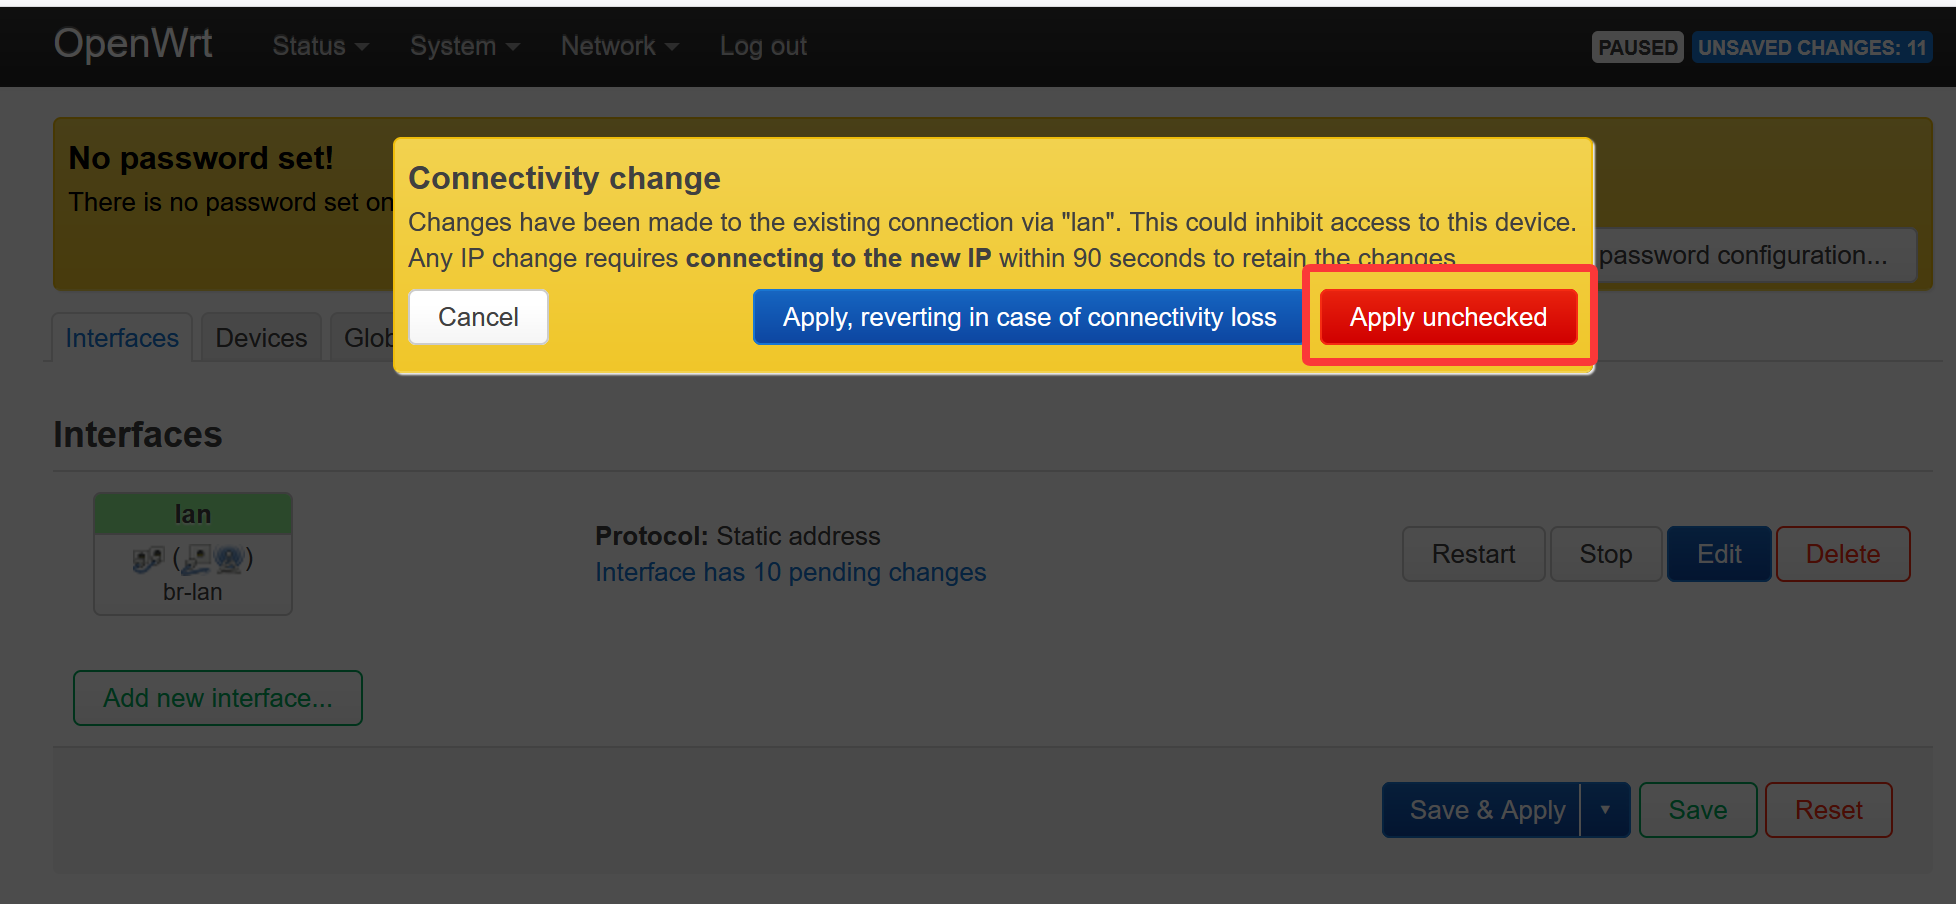 OpenWrt Status System Network Log out PAUSED UNSAVED CHANGES: 11
No password set!
There is no password set on
password configuration...
Connectivity change
Changes have been made to the existing connection via "lan". This could inhibit access to this device.
Any IP change requires connecting to the new IP within 90 seconds to retain the changes
Cancel Apply, reverting in case of connectivity loss Apply unchecked
Interfaces Devices Glob
Interfaces
lan
( )
br-lan
Protocol: Static address
Interface has 10 pending changes
Restart Stop Edit Delete
Add new interface...
Save & Apply ▾ Save Reset